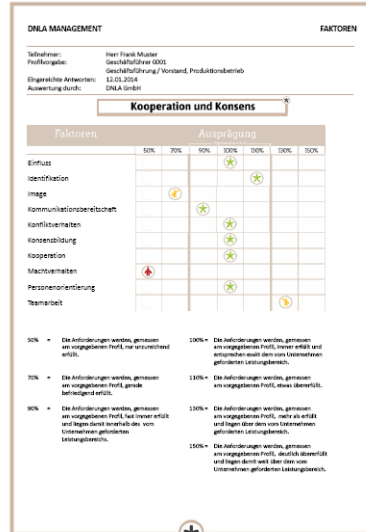 DNLA MANAGEMENT FAKTOREN
Teilnehmer: Herr Frank Muster
Profilvorgabe: Geschäftsführer 0001
Geschäftsführung / Vorstand, Produktionsbetrieb
Eingereichte Antworten: 12.01.2014
Auswertung durch: DNLA GmbH
Kooperation und Konsens
Faktoren Ausprägung
50% 70% 90% 100% 110% 130% 150%
Einfluss
Identifikation
Image
Kommunikationsbereitschaft
Konfliktverhalten
Konsensbildung
Kooperation
Machtverhalten
Personenorientierung
Teamarbeit
50% = Die Anforderungen werden, gemessen
am vorgegebenen Profil, nur unzureichend
erfüllt.
70% = Die Anforderungen werden, gemessen
am vorgegebenen Profil, gerade
befriedigend erfüllt.
90% = Die Anforderungen werden, gemessen
am vorgegebenen Profil, fast immer erfüllt
und liegen damit innerhalb des vom
Unternehmen geforderten
Leistungsbereichs.
100% = Die Anforderungen werden, gemessen
am vorgegebenen Profil, immer erfüllt und
entsprechen exakt dem vom Unternehmen
geforderten Leistungsbereich.
110% = Die Anforderungen werden, gemessen
am vorgegebenen Profil, etwas übererfüllt.
130% = Die Anforderungen werden, gemessen
am vorgegebenen Profil, mehr als erfüllt
und liegen über dem vom Unternehmen
geforderten Leistungsbereich.
150% = Die Anforderungen werden, gemessen
am vorgegebenen Profil, deutlich übererfüllt
und liegen damit weit über dem vom
Unternehmen geforderten Leistungsbereich.